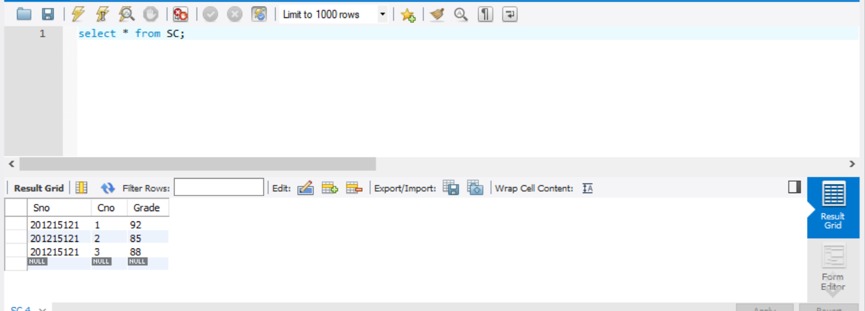 Limit to 1000 rows
1 select * from SC;
Result Grid Filter Rows: Edit: Export/Import: Wrap Cell Content:
Sno Cno Grade
201215121 1 92
201215121 2 85
201215121 3 88
NULL NULL NULL
Result
Grid
Form
Editor
SC 4
Apply Revert